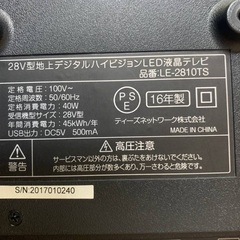 28V型地上デジタルハイビジョンLED液晶テレビ
品番:LE-2810TS
定格電圧:100V~
定格周波数:50/60Hz
定格消費電力:40W
受信機型サイズ:28V型
年間消費電力:45kWh/年
USB出力:DC5V 500mA
PSE
16年製
ティーズネットワーク株式会社
MADE IN CHINA
警告
高圧注意
サービスマン以外の方は、裏ぶたをあけないでください。
内部には高電圧部分が数多くあり、万一さわると危険です。
S/N:2017010240